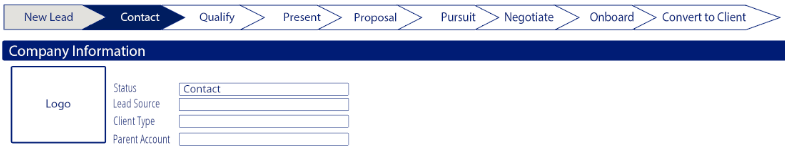 New Lead Contact Qualify Present Proposal Pursuit Negotiate Onboard Convert to Client
Company Information
Logo
Status Contact
Lead Source
Client Type
Parent Account